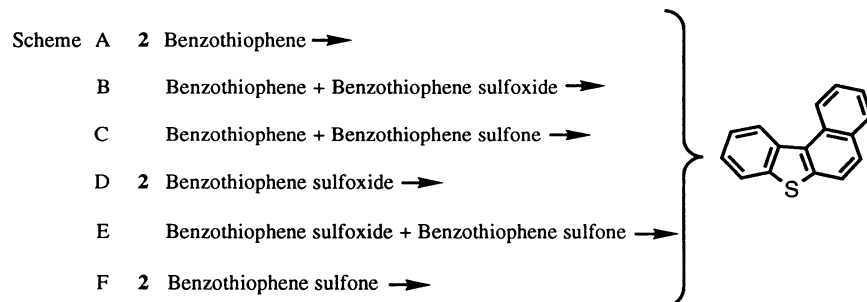 Scheme A 2 Benzothiophene
B Benzothiophene + Benzothiophene sulfoxide
C Benzothiophene + Benzothiophene sulfone
D 2 Benzothiophene sulfoxide
E Benzothiophene sulfoxide + Benzothiophene sulfone
F 2 Benzothiophene sulfone
S